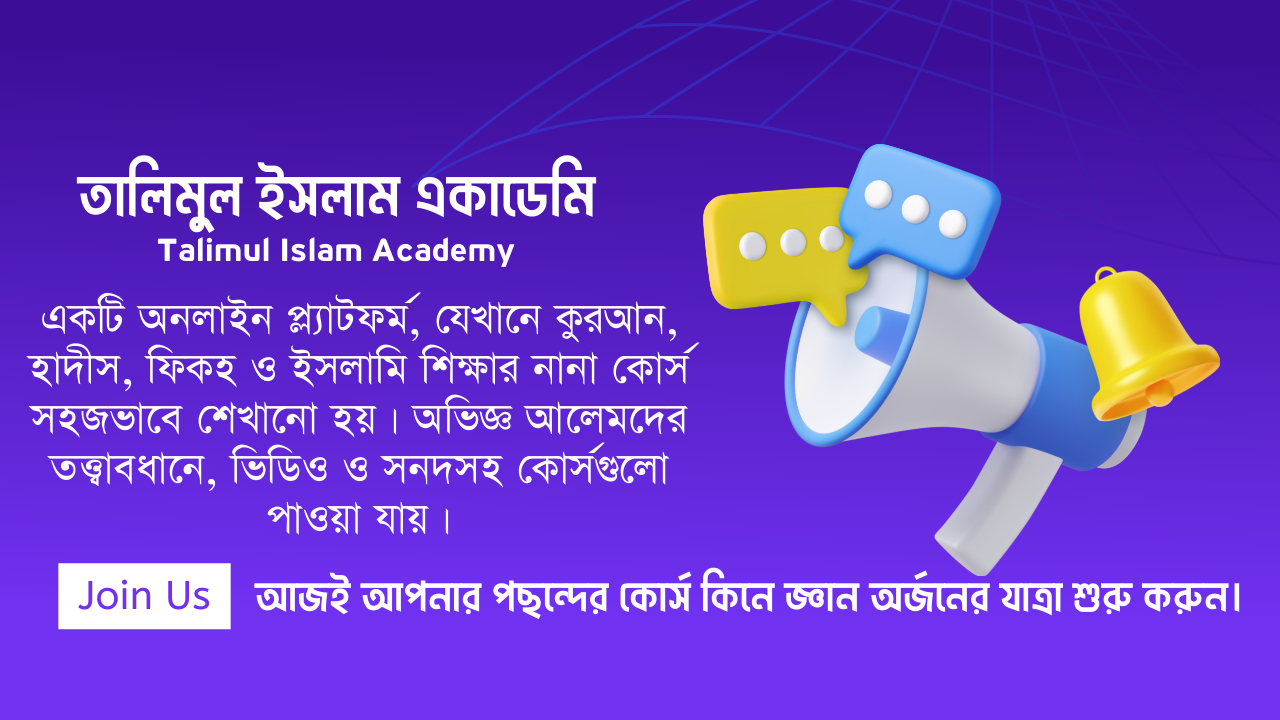 তালিমুল ইসলাম একাডেমি
Talimul Islam Academy
একটি অনলাইন প্ল্যাটফর্ম, যেখানে কুরআন,
হাদীস, ফিকহ ও ইসলামি শিক্ষার নানা কোর্স
সহজভাবে শেখানো হয়। অভিজ্ঞ আলেমদের
তত্ত্বাবধানে, ভিডিও ও সনদসহ কোর্সগুলো
পাওয়া যায়।
Join Us
আজই আপনার পছন্দের কোর্স কিনে জ্ঞান অর্জনের যাত্রা শুরু করুন।